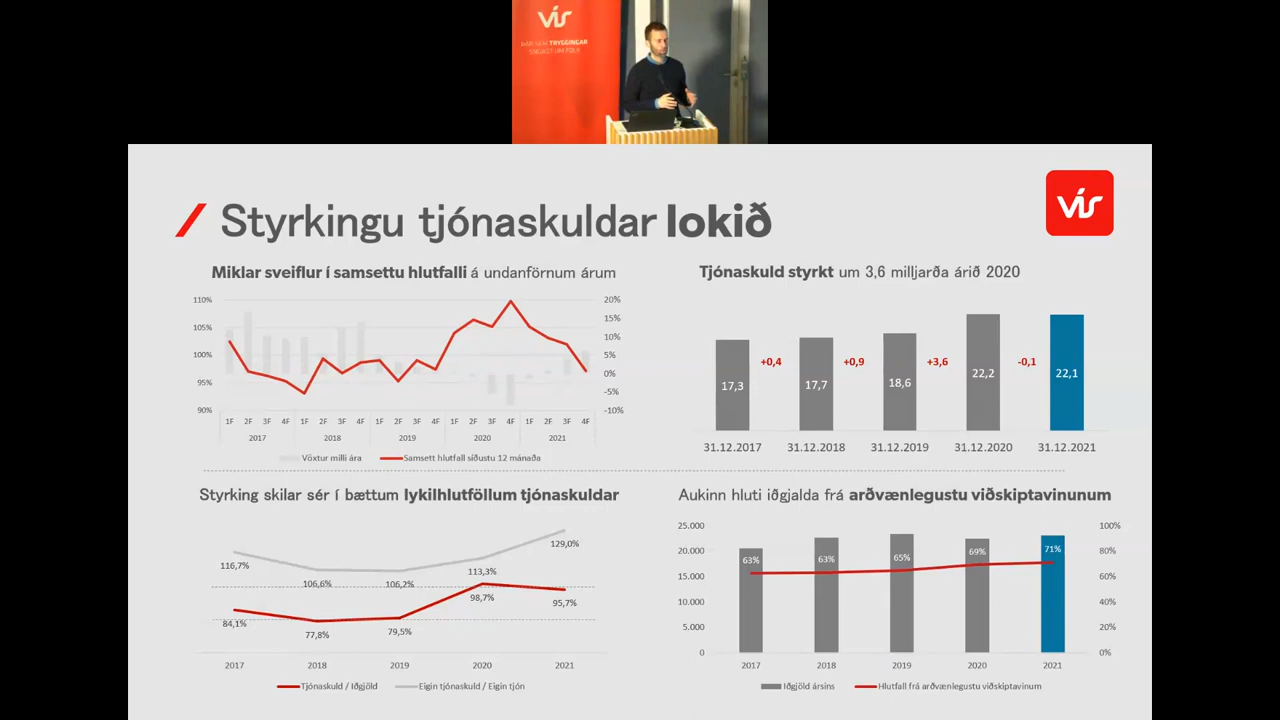 vís
ÞAR SEM TRYGGINGAR
SNÚAST UM FÓLK
vís
Styrkingu tjónaskuldar lokið
Miklar sveiflur í samsettu hlutfalli á undanförnum árum
110%
105%
100%
95%
90%
20%
15%
10%
5%
0%
-5%
-10%
1F 2F 3F 4F 1F 2F 3F 4F 1F 2F 3F 4F 1F 2F 3F 4F 1F 2F 3F 4F
2017 2018 2019 2020 2021
Vöxtur milli ára Samsett hlutfall síðustu 12 mánaða
Tjónaskuld styrkt um 3,6 milljarða árið 2020
+0,4 +0,9 +3,6 -0,1
17,3 17,7 18,6 22,2 22,1
31.12.2017 31.12.2018 31.12.2019 31.12.2020 31.12.2021
Styrking skilar sér í bættum lykilhlutföllum tjónaskuldar
116,7% 106,6% 106,2% 113,3% 129,0%
84,1% 77,8% 79,5% 98,7% 95,7%
2017 2018 2019 2020 2021
Tjónaskuld / Iðgjöld Eigin tjónaskuld / Eigin tjón
Aukinn hluti iðgjalda frá arðvænlegustu viðskiptavinunum
25.000
20.000
15.000
10.000
5.000
0
63% 63% 65% 69% 71%
100%
80%
60%
40%
20%
0%
2017 2018 2019 2020 2021
Iðgjöld ársins Hlutfall frá arðvænlegustu viðskiptavinum